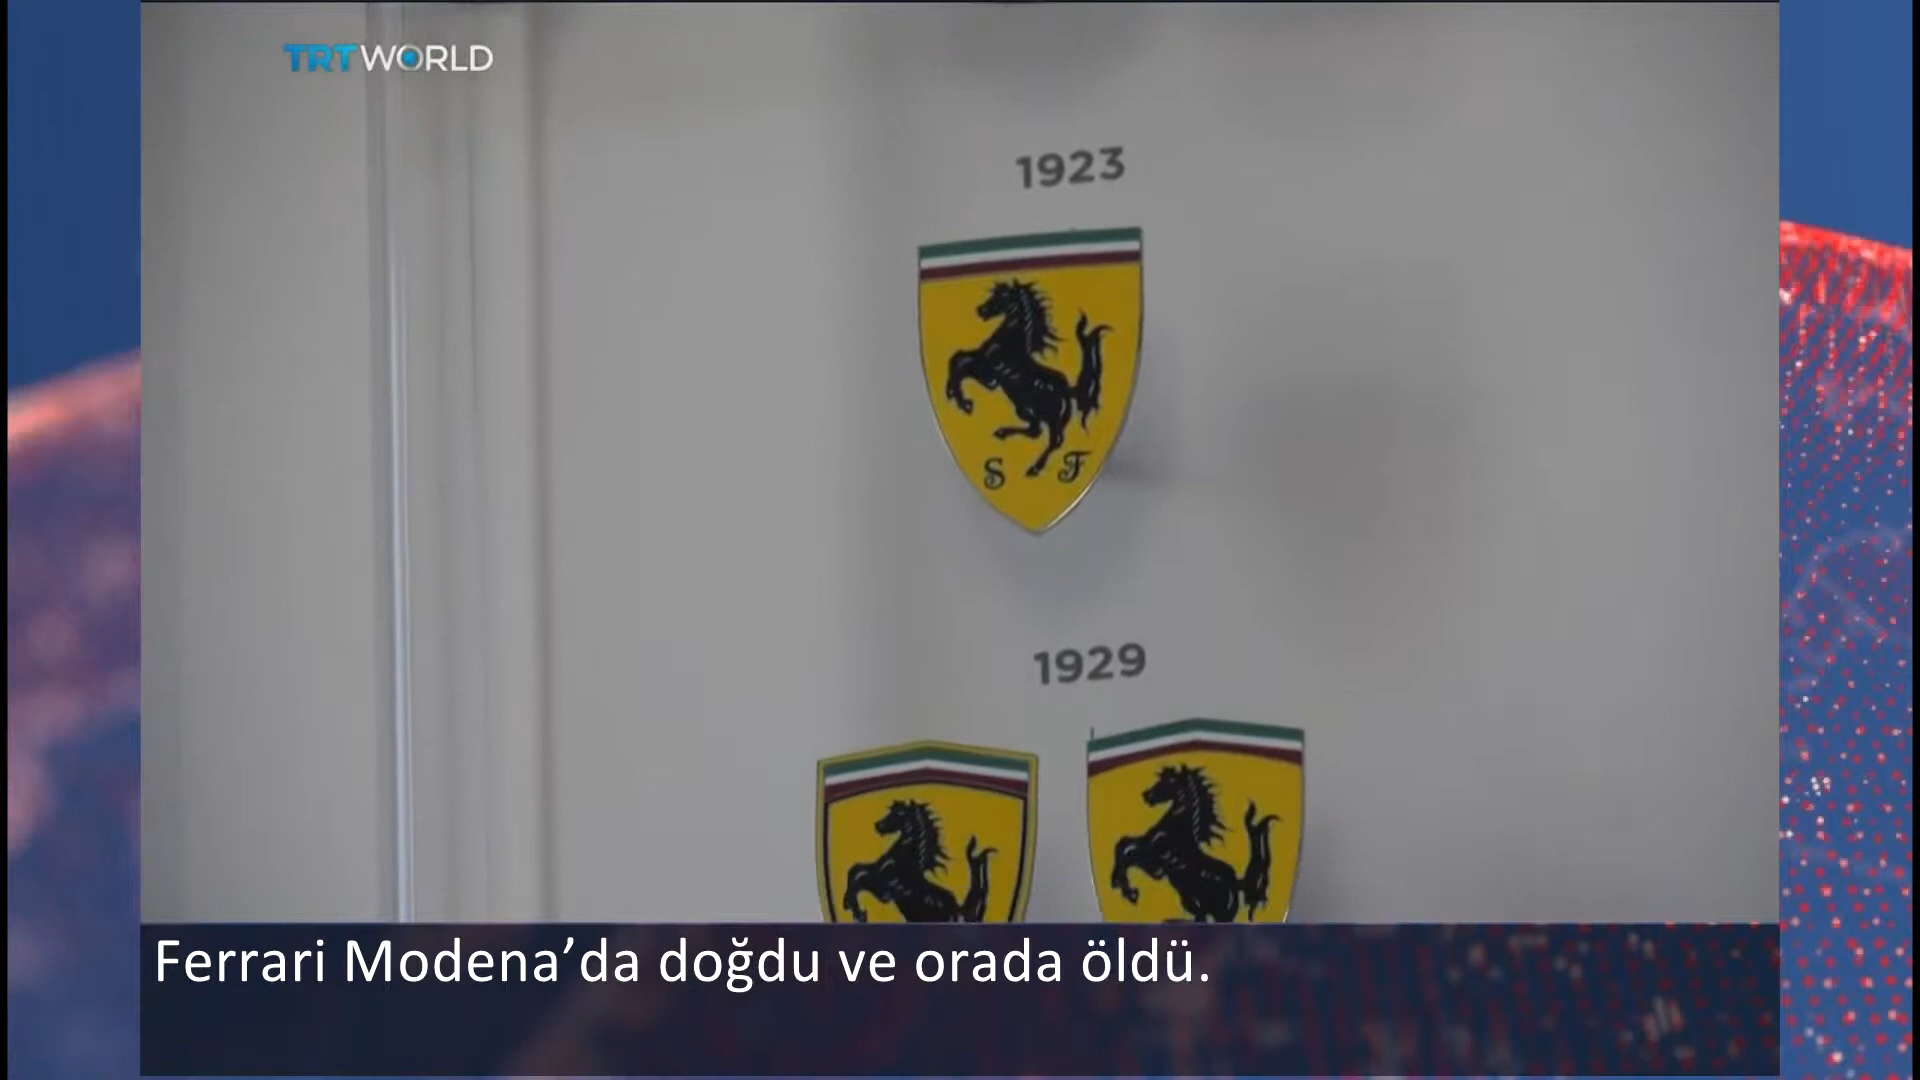 TRT WORLD
1923
S F
1929
Ferrari Modena’da doğdu ve orada öldü.